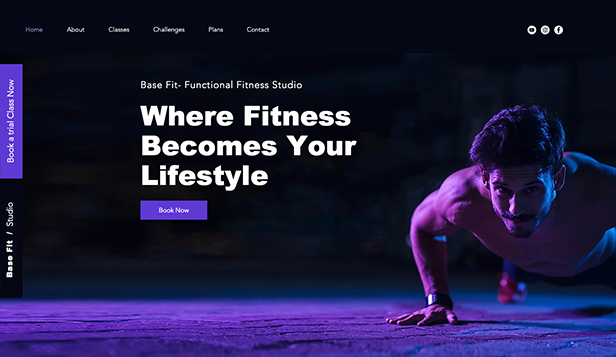 Home
About
Classes
Challenges
Plans
Contact
Book a trial Class Now
Base Fit / Studio
Base Fit- Functional Fitness Studio
Where Fitness
Becomes Your
Lifestyle
Book Now